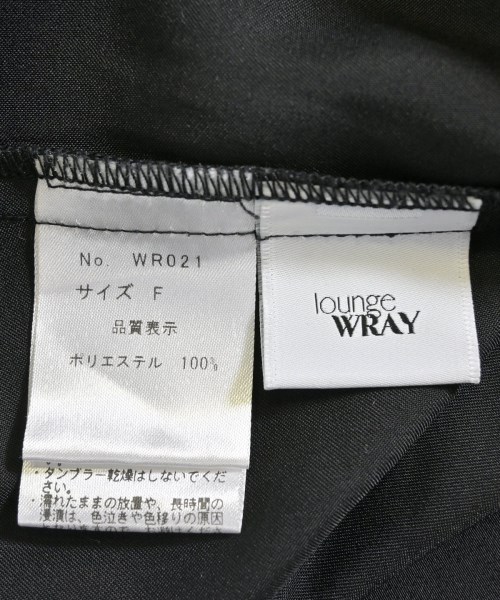 No. WR021
サイズ F
品質表示
ポリエステル 100%
lounge
WRAY
・タンブラー乾燥はしないでくだ
さい。
・濡れたままの放置や、長時間の
浸漬は、色泣きや色移りの原因